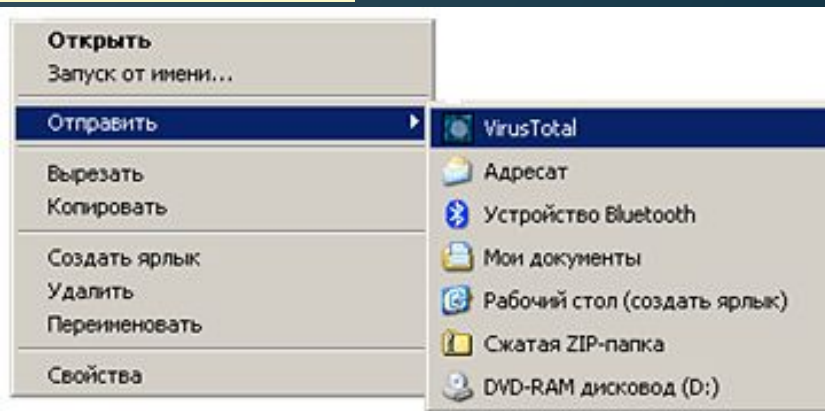 Открыть
Запуск от имени...
Отправить
Вырезать
Копировать
Создать ярлык
Удалить
Переименовать
Свойства
VirusTotal
Адресат
Устройство Bluetooth
Мои документы
Рабочий стол (создать ярлык)
Сжатая ZIP-папка
DVD-RAM дисковод (D:)